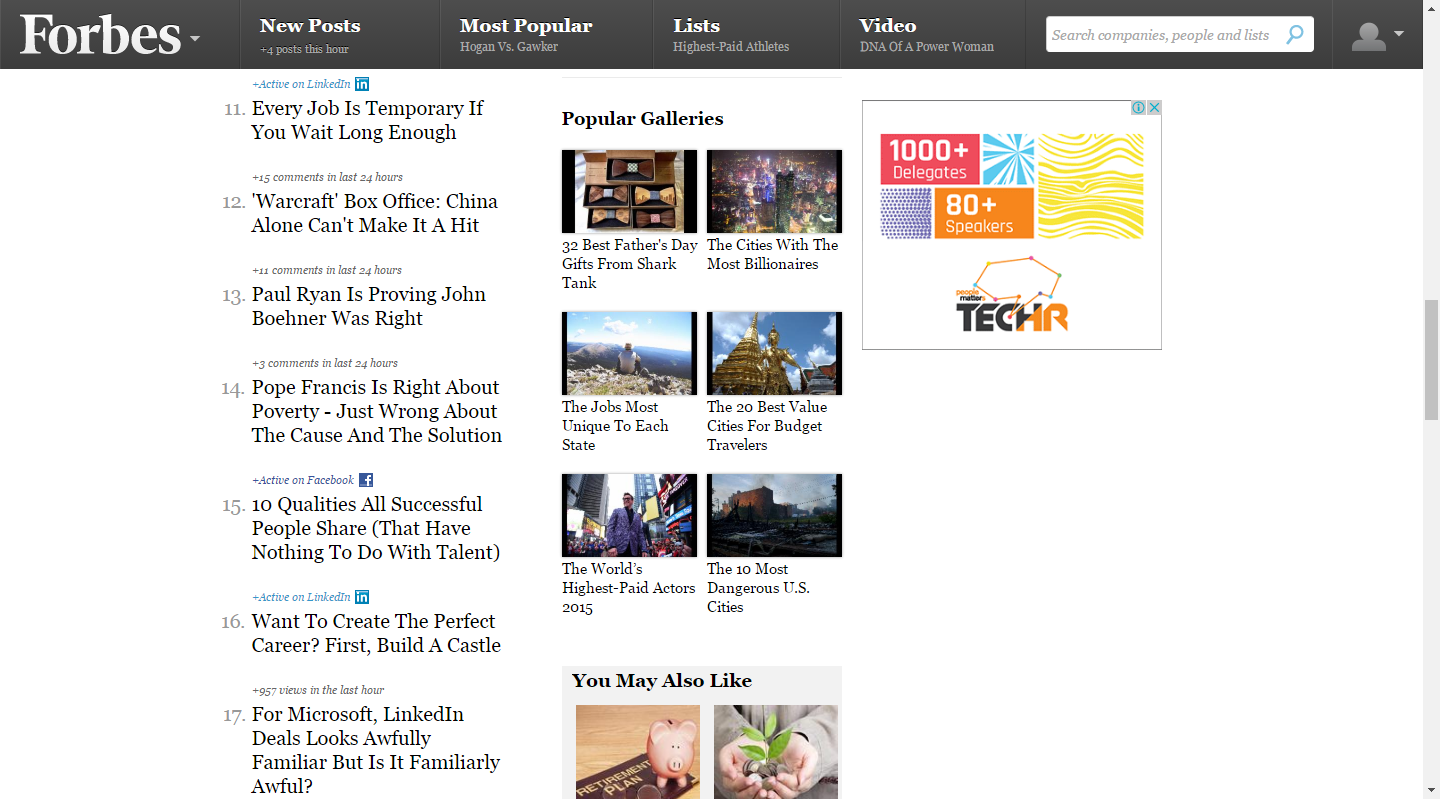 Forbes
New Posts
+4 posts this hour
Most Popular
Hogan Vs. Gawker
Lists
Highest-Paid Athletes
Video
DNA Of A Power Woman
Search companies, people and lists
+Active on LinkedIn in
11. Every Job Is Temporary If
You Wait Long Enough
+15 comments in last 24 hours
12. 'Warcraft' Box Office: China
Alone Can't Make It A Hit
+11 comments in last 24 hours
13. Paul Ryan Is Proving John
Boehner Was Right
+3 comments in last 24 hours
14. Pope Francis Is Right About
Poverty - Just Wrong About
The Cause And The Solution
+Active on Facebook f
15. 10 Qualities All Successful
People Share (That Have
Nothing To Do With Talent)
+Active on LinkedIn in
16. Want To Create The Perfect
Career? First, Build A Castle
+957 views in the last hour
17. For Microsoft, LinkedIn
Deals Looks Awfully
Familiar But Is It Familiarly
Awful?
Popular Galleries
32 Best Father's Day
Gifts From Shark
Tank
The Cities With The
Most Billionaires
The Jobs Most
Unique To Each
State
The 20 Best Value
Cities For Budget
Travelers
The World’s
Highest-Paid Actors
2015
The 10 Most
Dangerous U.S.
Cities
You May Also Like
RETIREMENT
PLAN
1000+
Delegates
80+
Speakers
people
matters
TECHR